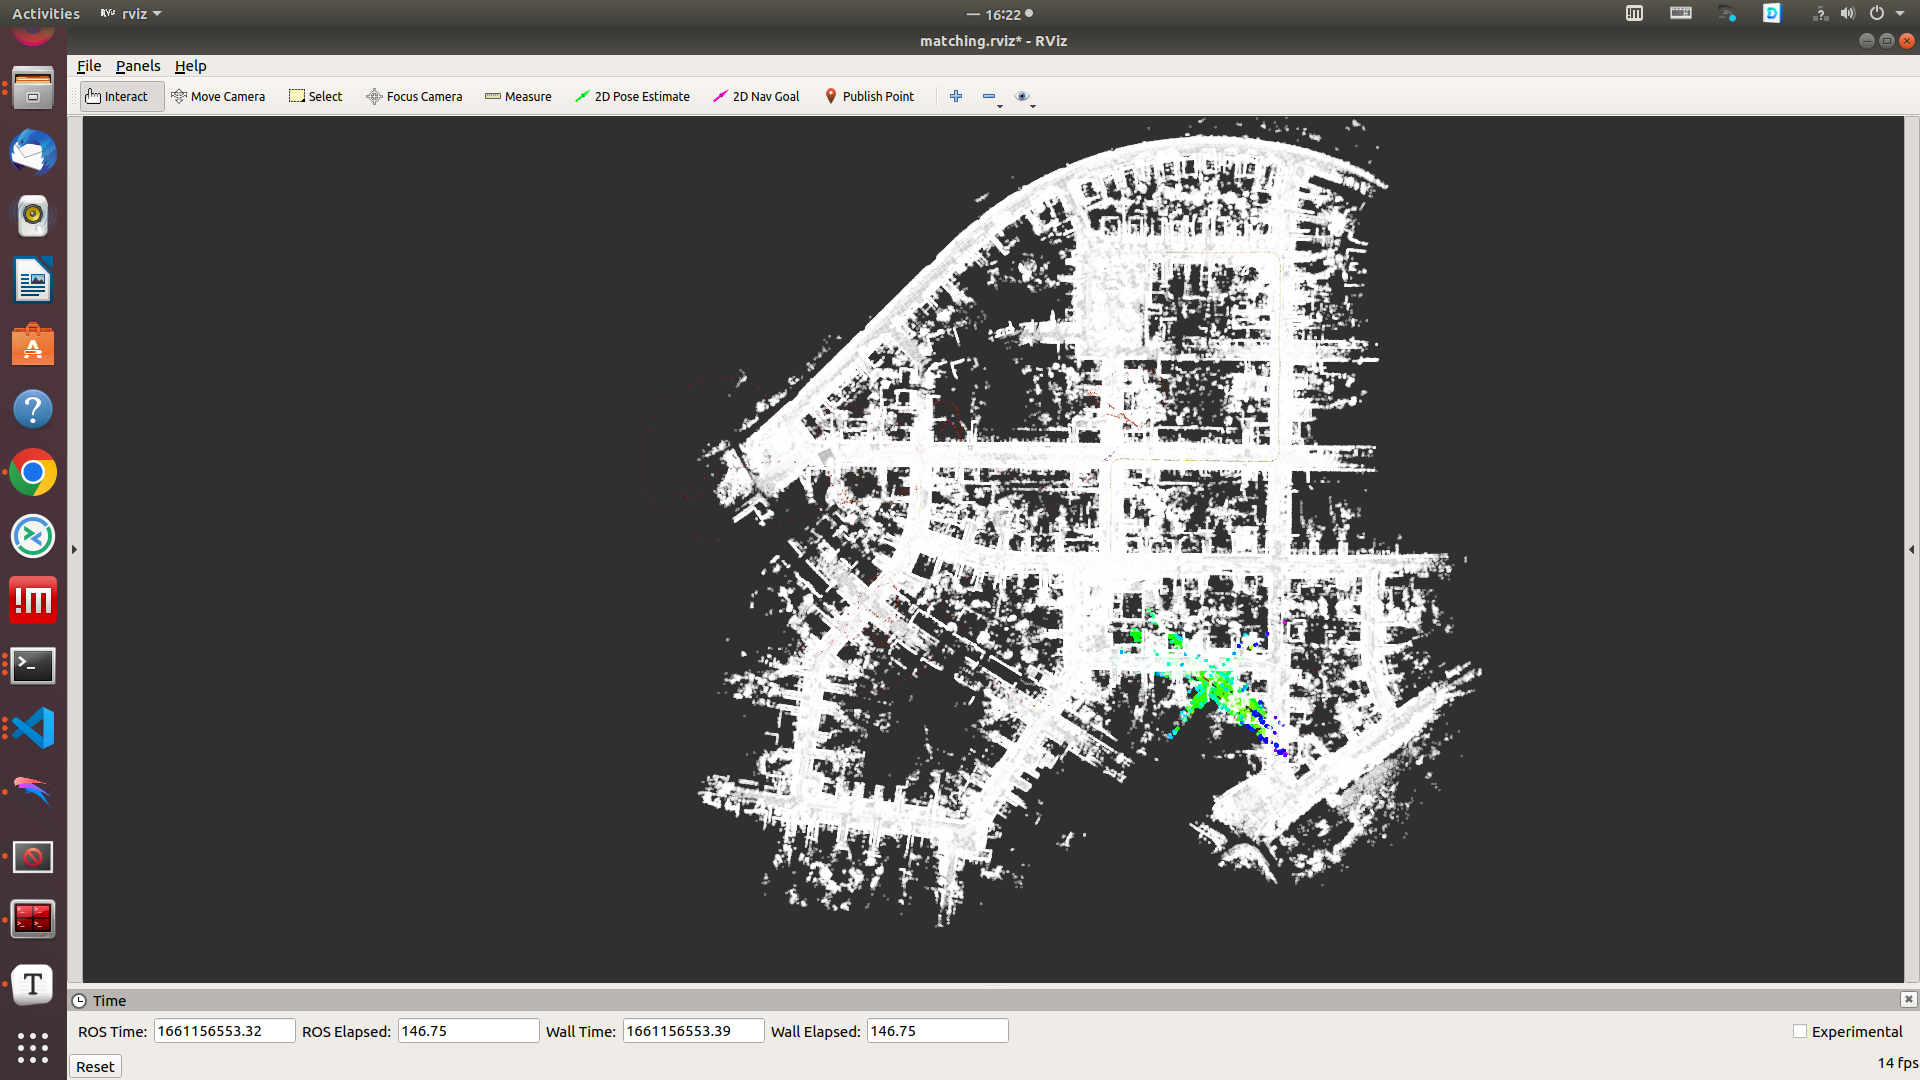 Activities
RViz rviz
16:22
matching.rviz* - RViz
File Panels Help
Interact Move Camera Select Focus Camera Measure 2D Pose Estimate 2D Nav Goal Publish Point
!m
Time
ROS Time: 1661156553.32 ROS Elapsed: 146.75 Wall Time: 1661156553.39 Wall Elapsed: 146.75 Experimental
Reset
14 fps